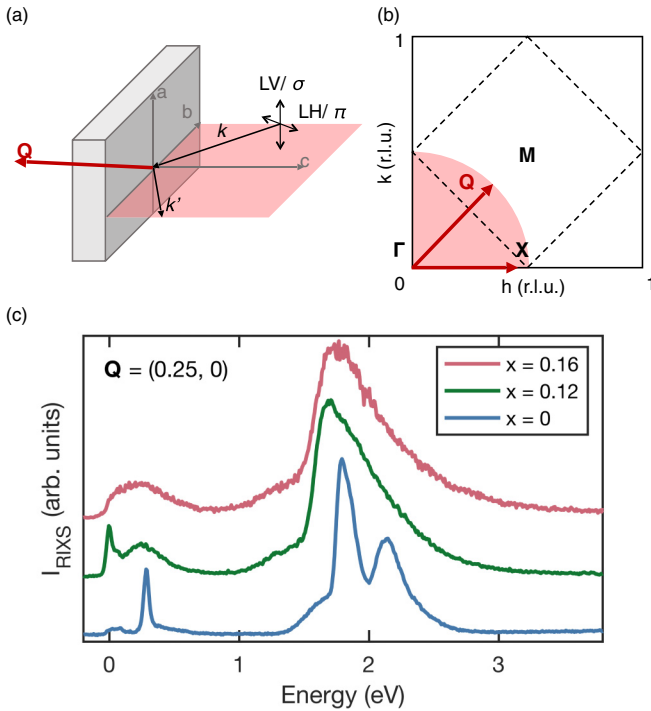 (a)
a
b
c
LV/ σ
LH/ π
k
k'
Q
(b)
1
k (r.l.u.)
M
Q
Γ
X
0
h (r.l.u.)
1
(c)
Q = (0.25, 0)
x = 0.16
x = 0.12
x = 0
I_RIXS (arb. units)
0
1
2
3
Energy (eV)